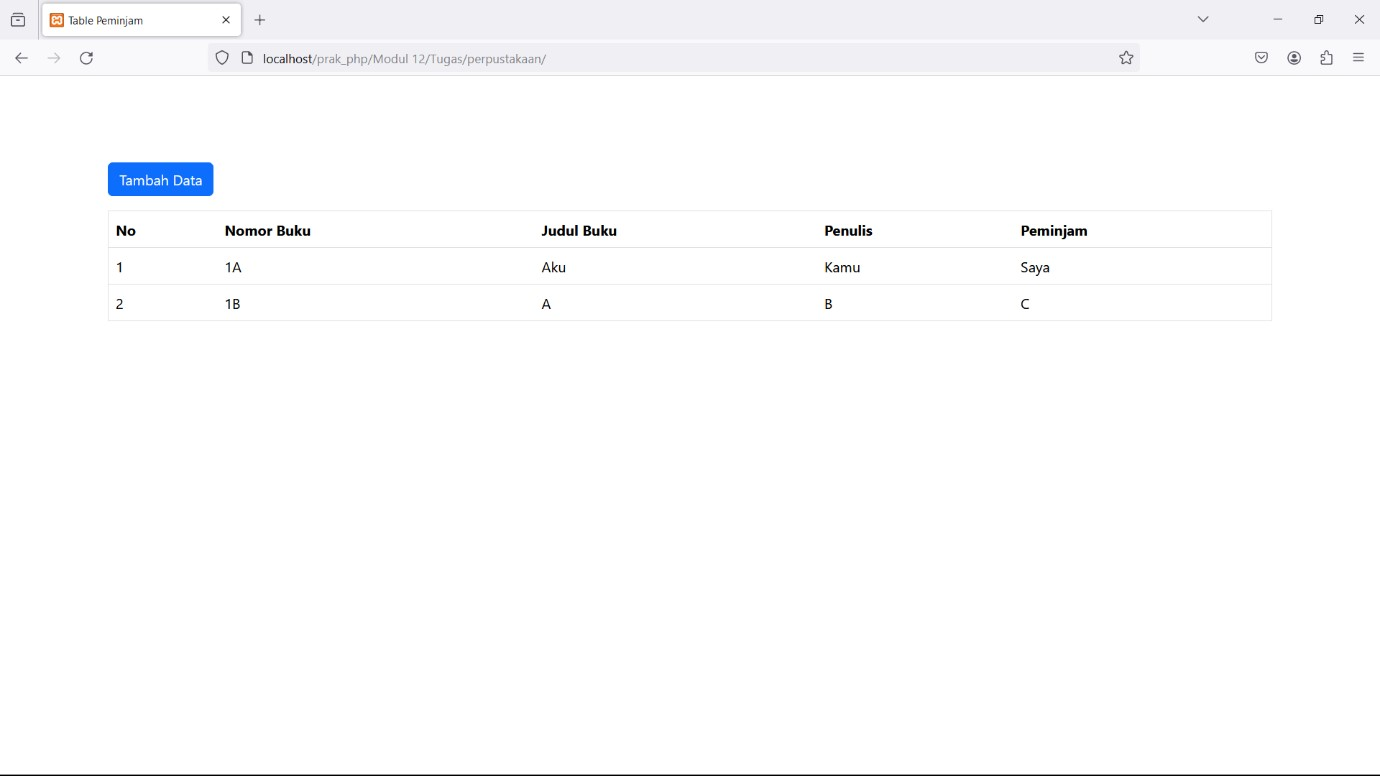 Table Peminjam
localhost/prak_php/Modul 12/Tugas/perpustakaan/
Tambah Data
No Nomor Buku Judul Buku Penulis Peminjam
1 1A Aku Kamu Saya
2 1B A B C